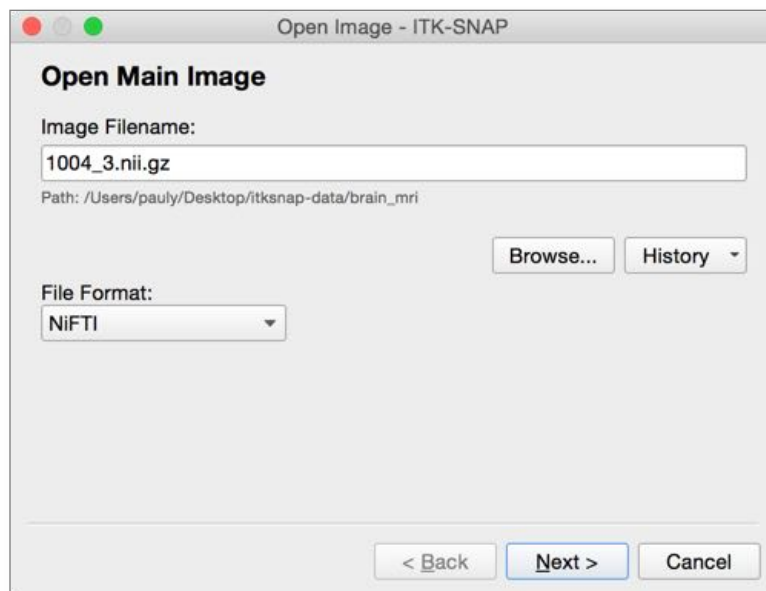 Open Image - ITK-SNAP
Open Main Image
Image Filename:
1004_3.nii.gz
Path: /Users/pauly/Desktop/itksnap-data/brain_mri
Browse... History
File Format:
NiFTI
< Back Next > Cancel